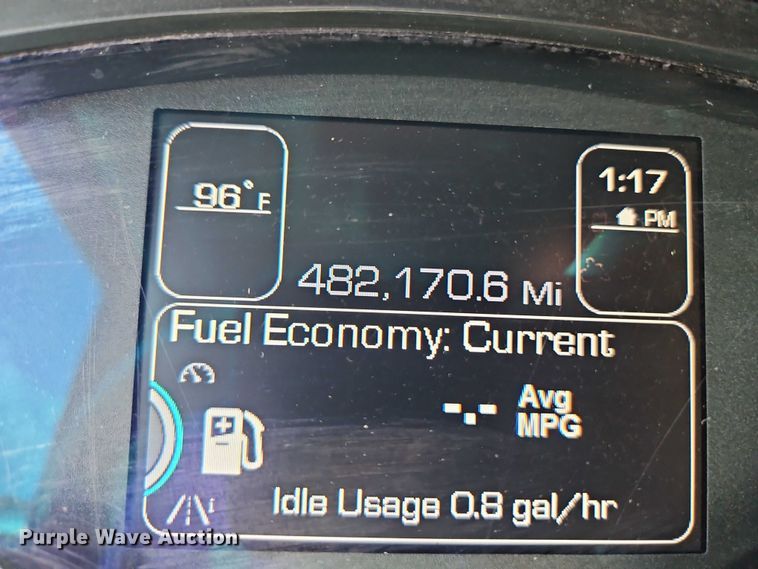 96°F
1:17
PM
482,170.6 Mi
Fuel Economy: Current
-.- Avg
MPG
Idle Usage 0.8 gal/hr
Purple Wave Auction